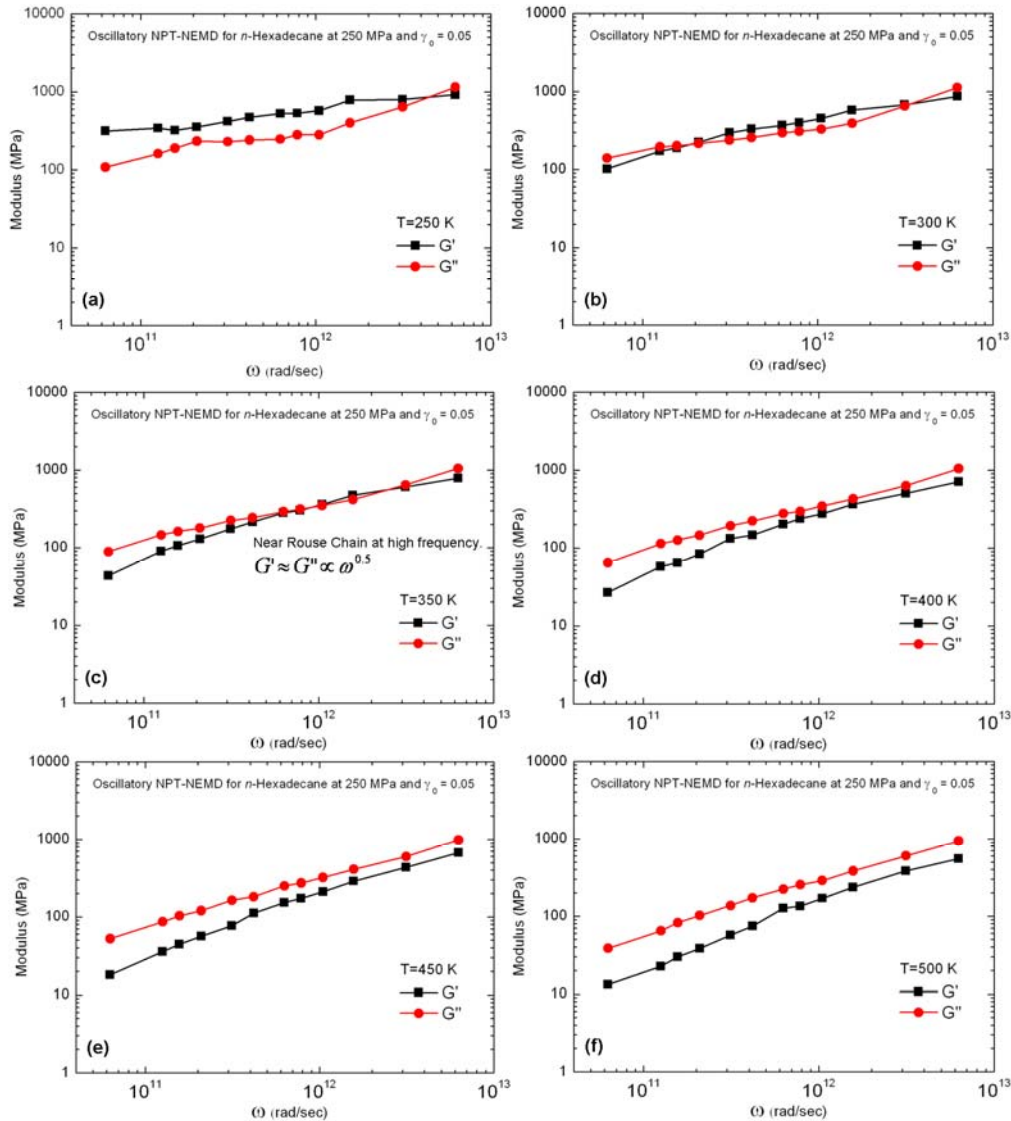 10000
Oscillatory NPT-NEMD for n-Hexadecane at 250 MPa and γ0 = 0.05
1000
100
10
1
Modulus (MPa)
T=250 K
G'
G"
(a)
10^11
10^12
10^13
ω (rad/sec)
10000
Oscillatory NPT-NEMD for n-Hexadecane at 250 MPa and γ0 = 0.05
1000
100
10
1
Modulus (MPa)
T=300 K
G'
G"
(b)
10^11
10^12
10^13
ω (rad/sec)
10000
Oscillatory NPT-NEMD for n-Hexadecane at 250 MPa and γ0 = 0.05
1000
100
10
1
Modulus (MPa)
Near Rouse Chain at high frequency.
G' ≈ G" ∝ ω^0.5
T=350 K
G'
G"
(c)
10^11
10^12
10^13
ω (rad/sec)
10000
Oscillatory NPT-NEMD for n-Hexadecane at 250 MPa and γ0 = 0.05
1000
100
10
1
Modulus (MPa)
T=400 K
G'
G"
(d)
10^11
10^12
10^13
ω (rad/sec)
10000
Oscillatory NPT-NEMD for n-Hexadecane at 250 MPa and γ0 = 0.05
1000
100
10
1
Modulus (MPa)
T=450 K
G'
G"
(e)
10^11
10^12
10^13
ω (rad/sec)
10000
Oscillatory NPT-NEMD for n-Hexadecane at 250 MPa and γ0 = 0.05
1000
100
10
1
Modulus (MPa)
T=500 K
G'
G"
(f)
10^11
10^12
10^13
ω (rad/sec)